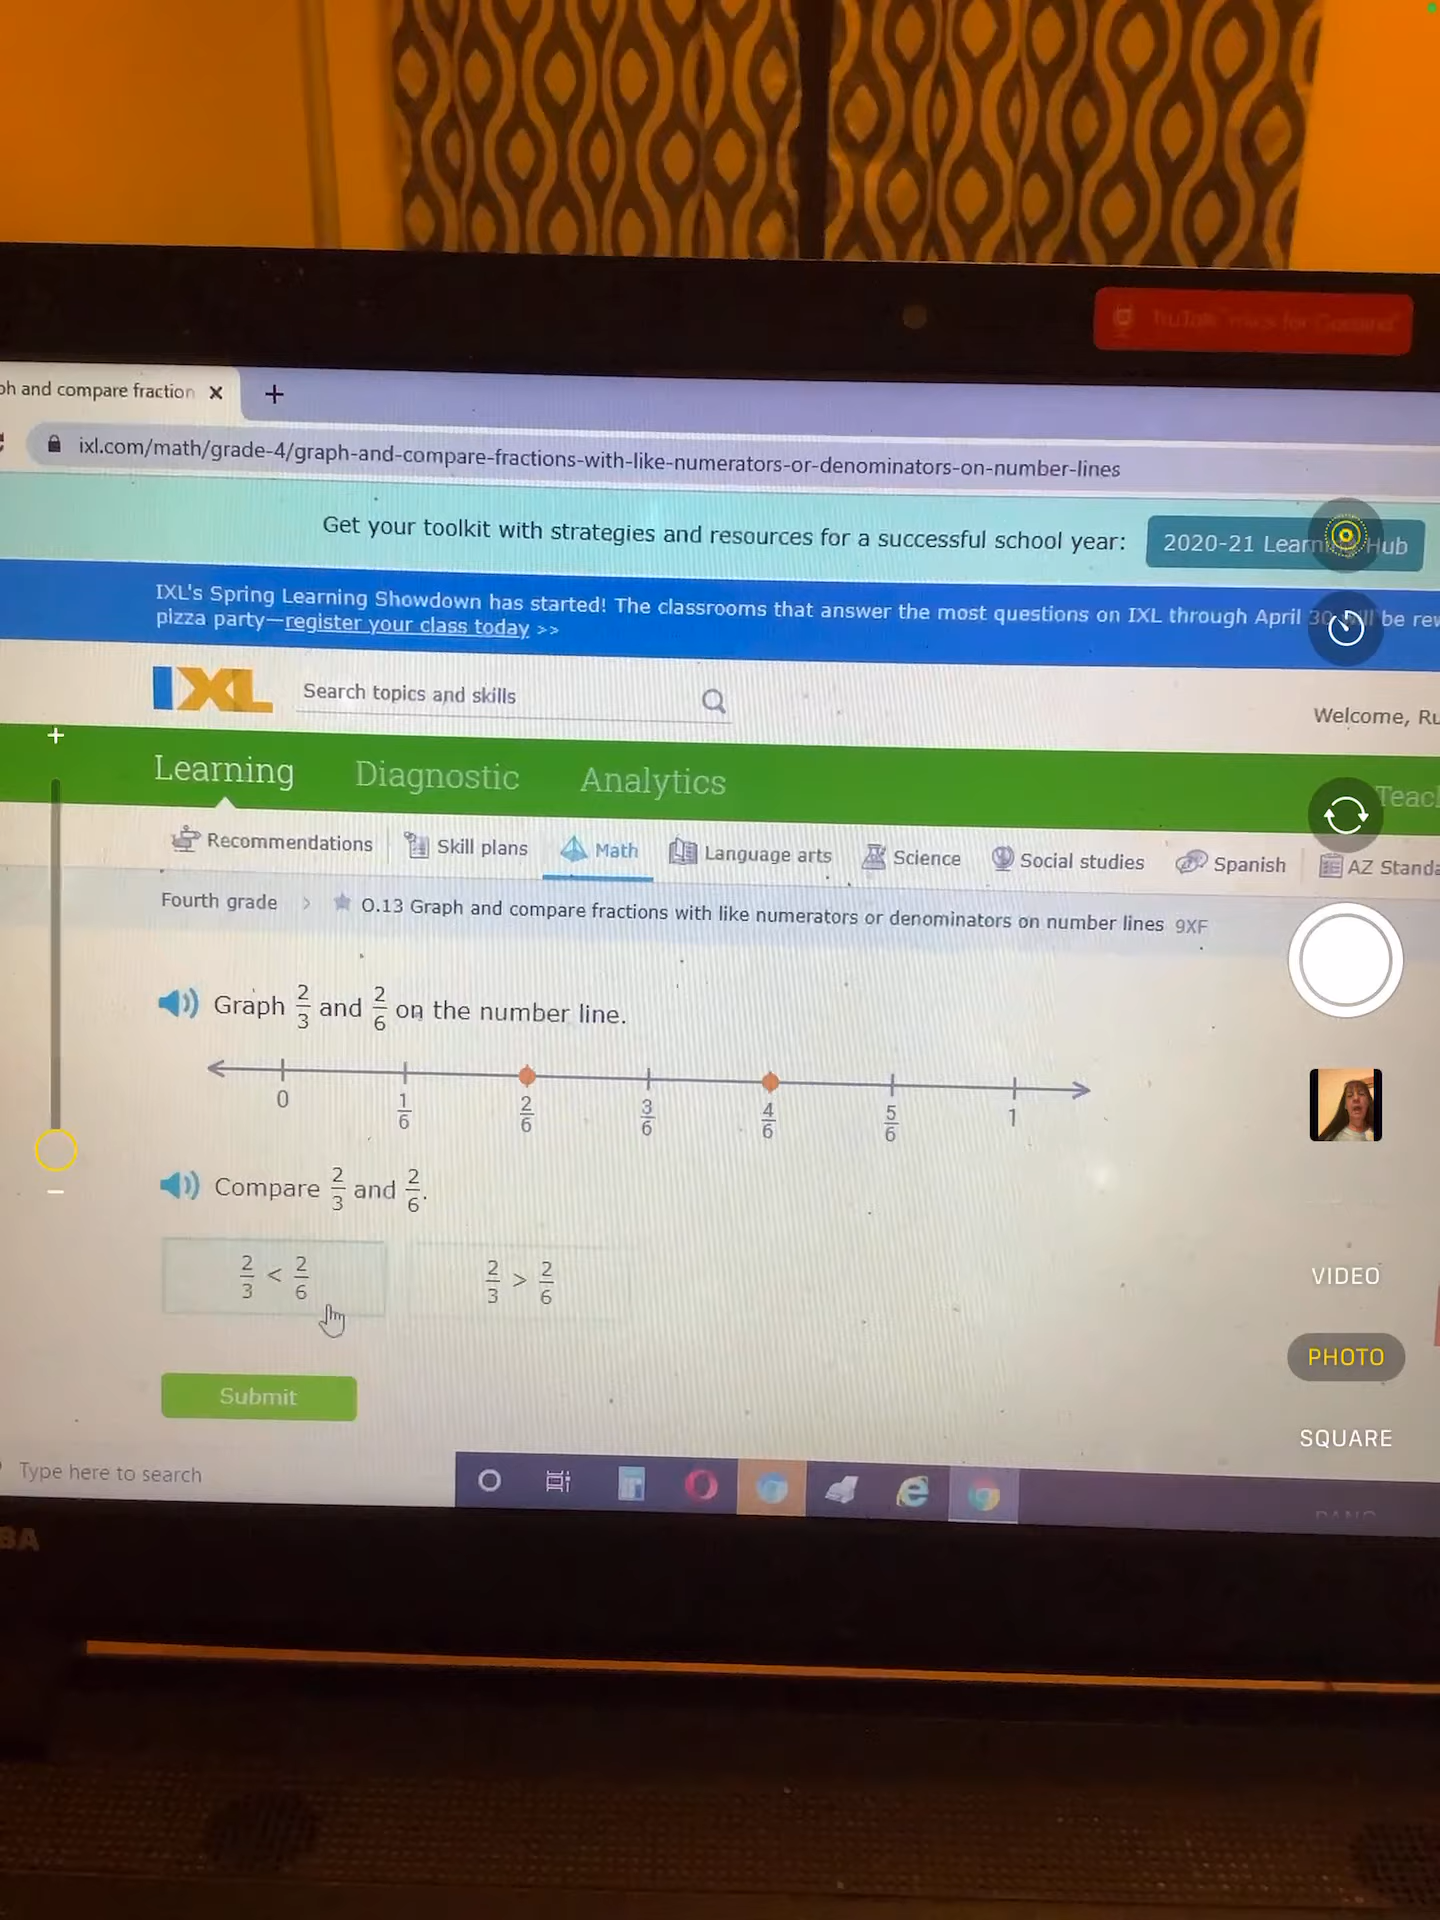 ph and compare fraction
ixl.com/math/grade-4/graph-and-compare-fractions-with-like-numerators-or-denominators-on-number-lines
Get your toolkit with strategies and resources for a successful school year:
2020-21 Learning Hub
IXL's Spring Learning Showdown has started! The classrooms that answer the most questions on IXL through April 30 will be rew
pizza party—register your class today >>
IXL
Search topics and skills
Welcome, Ru
Learning Diagnostic Analytics Teac
Recommendations Skill plans Math Language arts Science Social studies Spanish AZ Standa
Fourth grade > O.13 Graph and compare fractions with like numerators or denominators on number lines 9XF
Graph 2/3 and 2/6 on the number line.
0 1/6 2/6 3/6 4/6 5/6 1
Compare 2/3 and 2/6.
2/3 < 2/6 2/3 > 2/6
Submit
VIDEO
PHOTO
SQUARE
Type here to search
BA